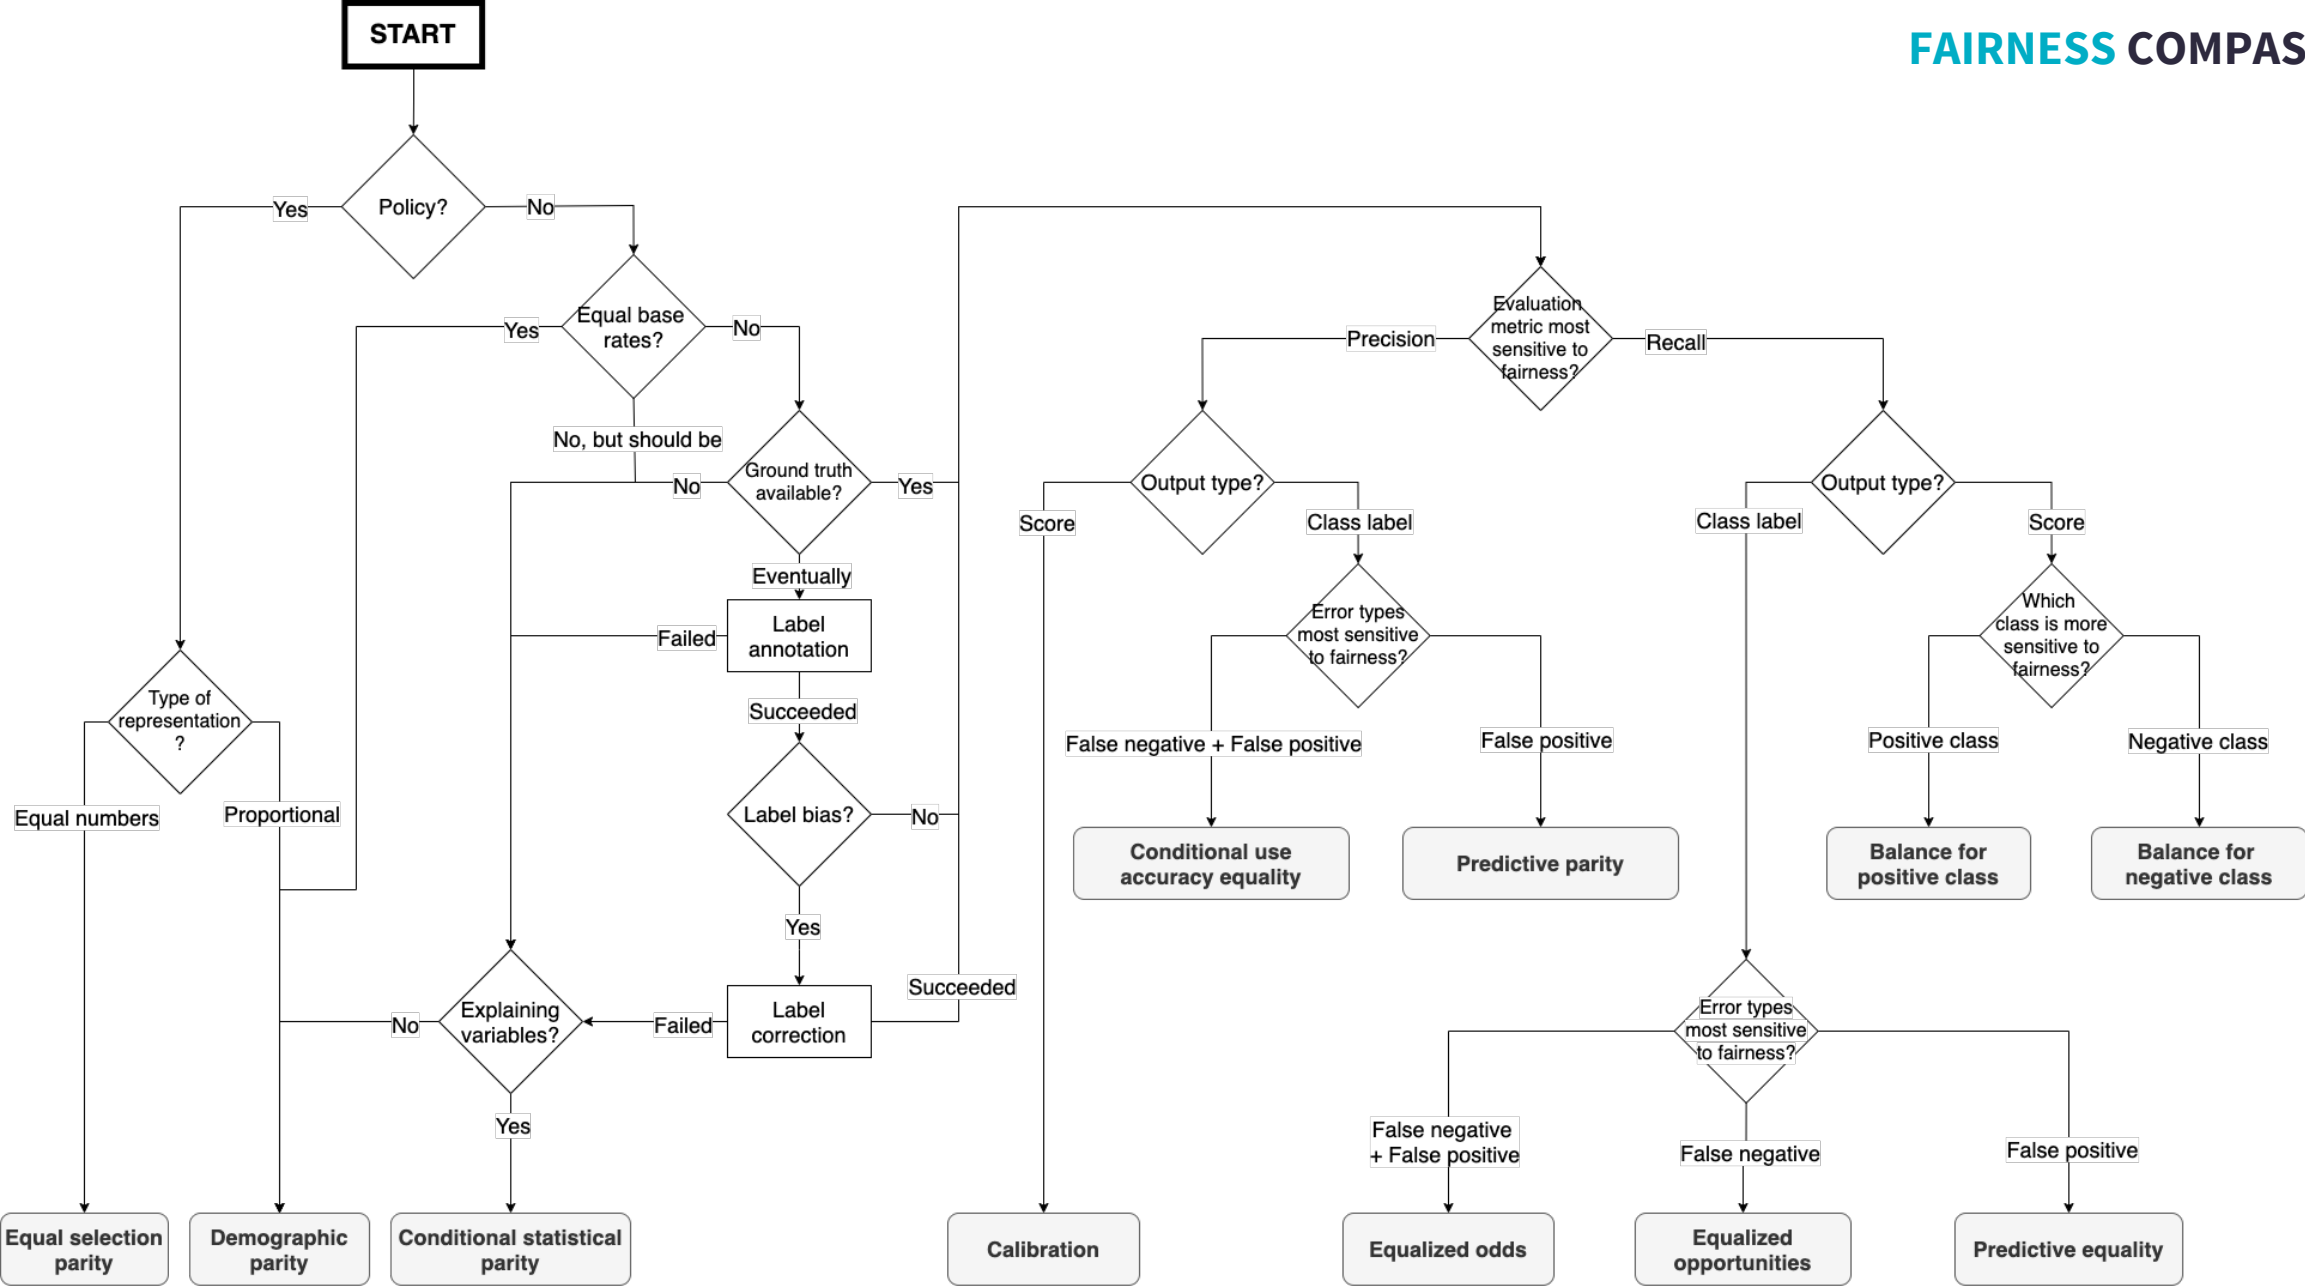 START
FAIRNESS COMPAS
Policy?
Yes
No
Equal base
rates?
Yes
No
No, but should be
Evaluation
metric most
sensitive to
fairness?
Precision
Recall
Ground truth
available?
No
Yes
Eventually
Output type?
Score
Class label
Output type?
Class label
Score
Label
annotation
Failed
Succeeded
Error types
most sensitive
to fairness?
Which
class is more
sensitive to
fairness?
Type of
representation
?
Equal numbers
Proportional
False negative + False positive
False positive
Positive class
Negative class
Label bias?
No
Yes
Conditional use
accuracy equality
Predictive parity
Balance for
positive class
Balance for
negative class
Explaining
variables?
No
Failed
Label
correction
Succeeded
Yes
Error types
most sensitive
to fairness?
False negative
+ False positive
False negative
False positive
Equal selection
parity
Demographic
parity
Conditional statistical
parity
Calibration
Equalized odds
Equalized
opportunities
Predictive equality